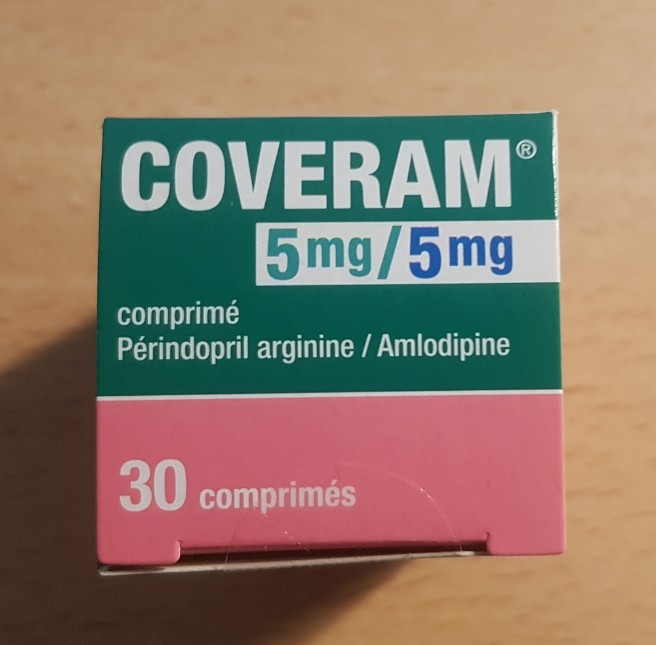 COVERAM®
5mg/5mg
comprimé
Périndopril arginine / Amlodipine
30 comprimés